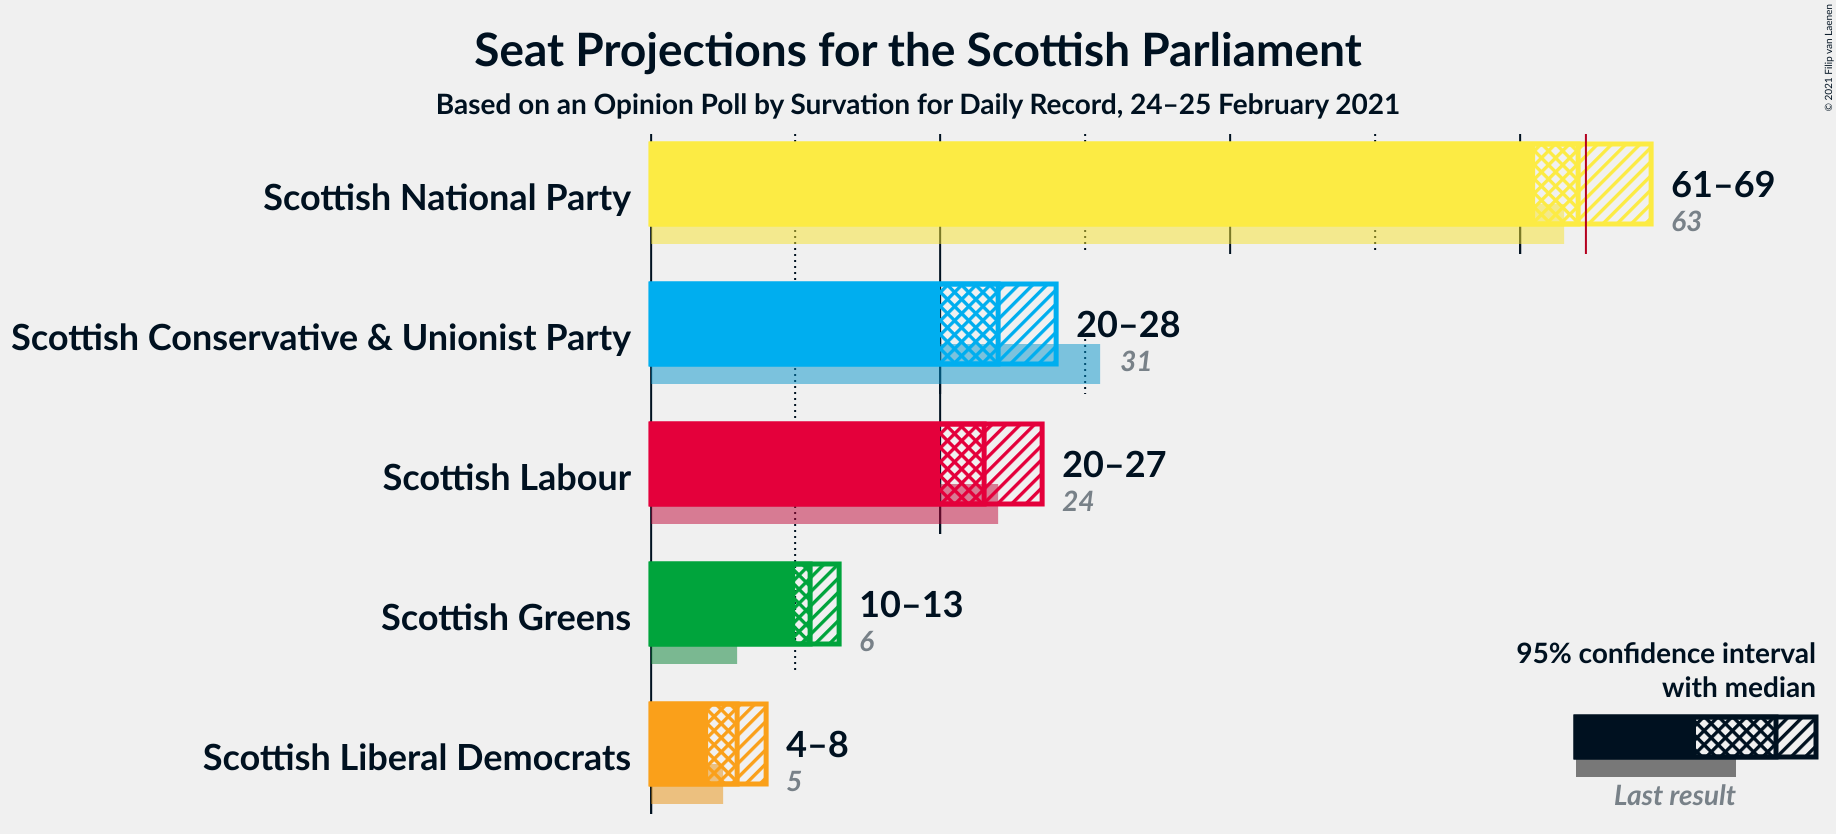 Seat Projections for the Scottish Parliament
Based on an Opinion Poll by Survation for Daily Record, 24–25 February 2021
© 2021 Filip van Laenen
Scottish National Party
61–69
63
Scottish Conservative & Unionist Party
20–28
31
Scottish Labour
20–27
24
Scottish Greens
10–13
6
Scottish Liberal Democrats
4–8
5
95% confidence interval
with median
Last result